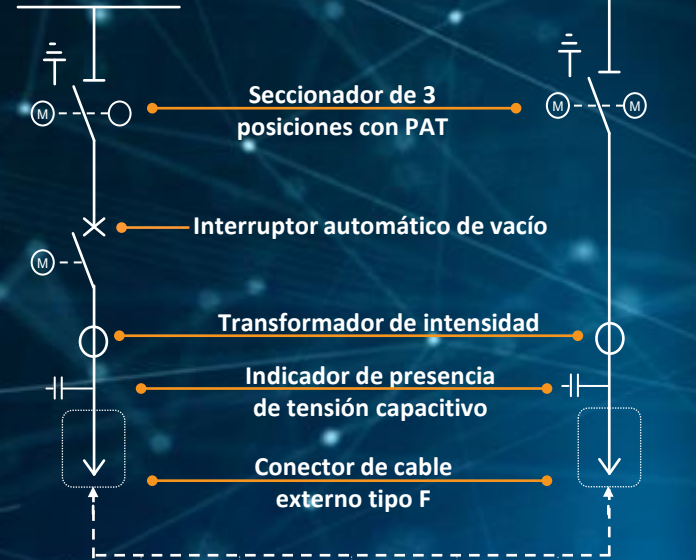 Seccionador de 3
posiciones con PAT
M
M
M
Interruptor automático de vacío
M
Transformador de intensidad
Indicador de presencia
de tensión capacitivo
Conector de cable
externo tipo F